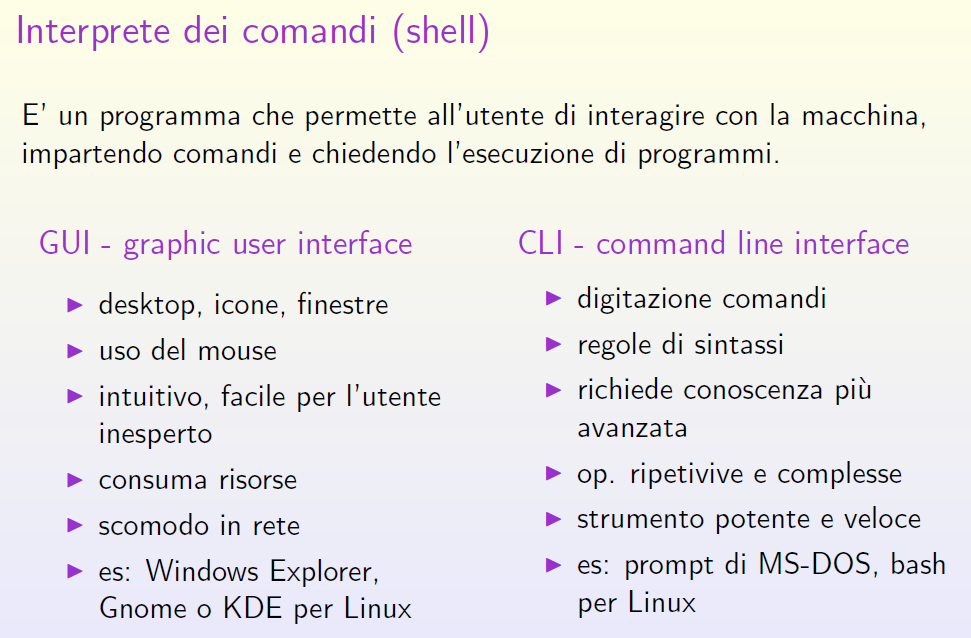 Interprete dei comandi (shell)
E' un programma che permette all'utente di interagire con la macchina,
impartendo comandi e chiedendo l'esecuzione di programmi.
GUI - graphic user interface
▶ desktop, icone, finestre
▶ uso del mouse
▶ intuitivo, facile per l'utente
inesperto
▶ consuma risorse
▶ scomodo in rete
▶ es: Windows Explorer,
Gnome o KDE per Linux
CLI - command line interface
▶ digitazione comandi
▶ regole di sintassi
▶ richiede conoscenza più
avanzata
▶ op. ripetivive e complesse
▶ strumento potente e veloce
▶ es: prompt di MS-DOS, bash
per Linux